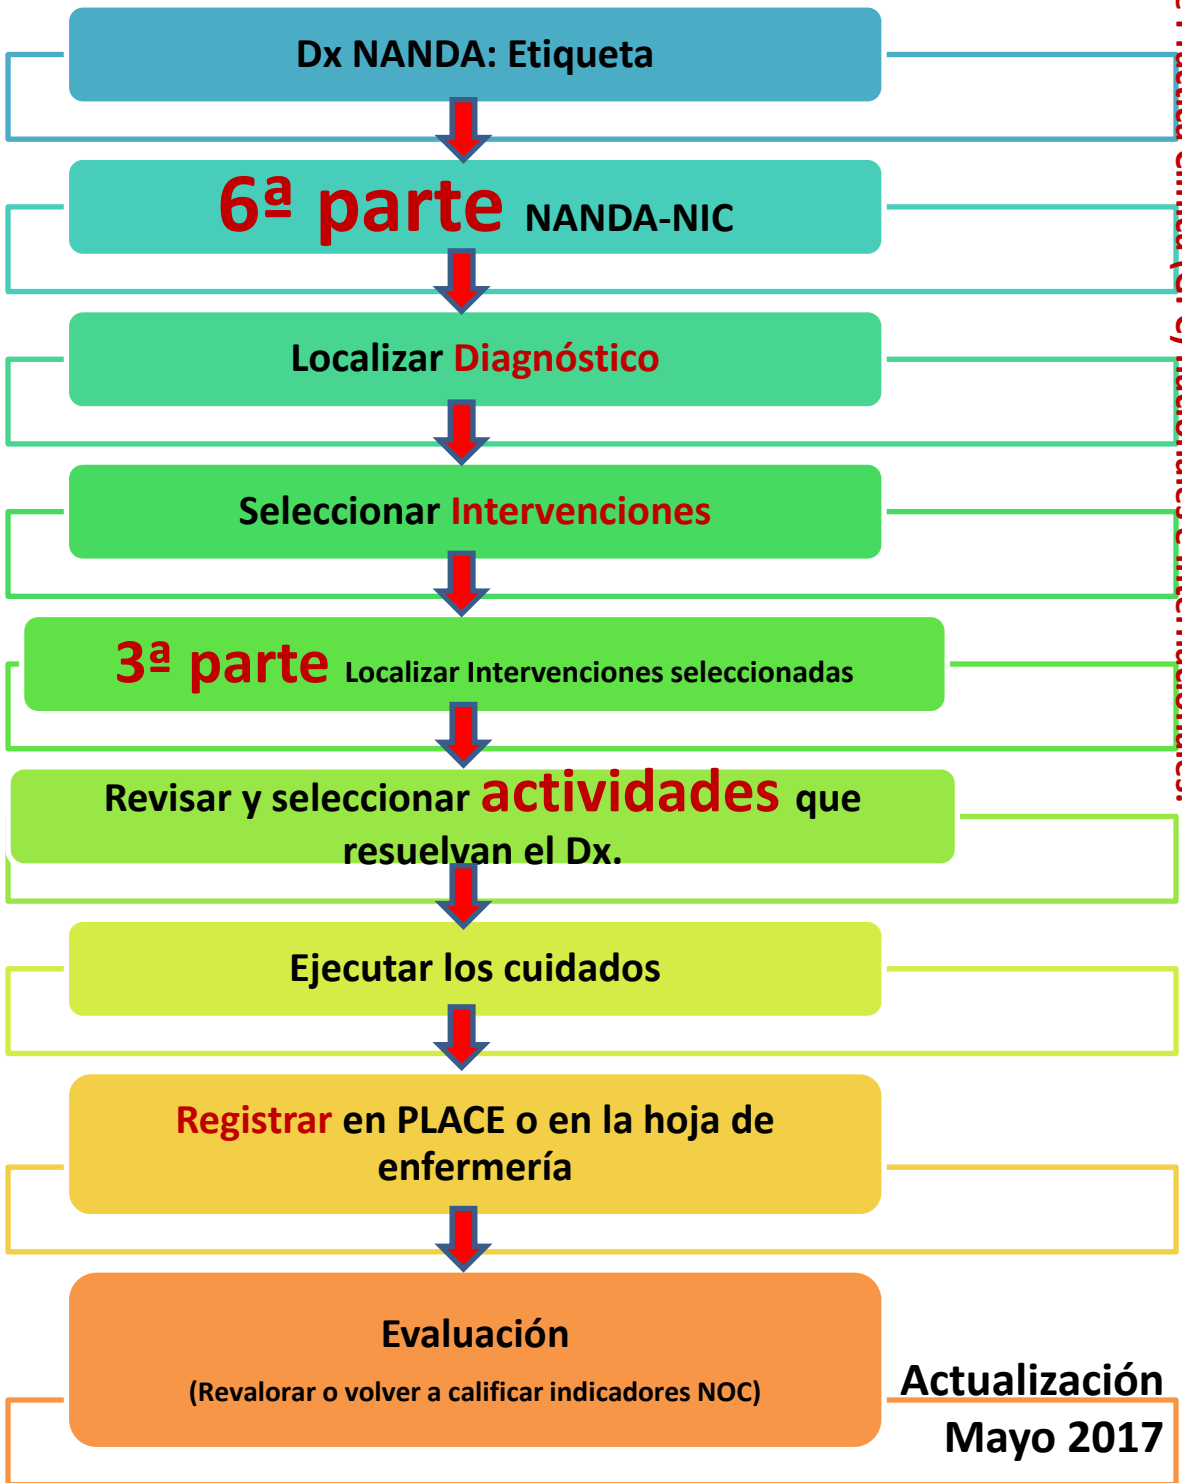 Dx NANDA: Etiqueta
6ª parte NANDA-NIC
Localizar Diagnóstico
Seleccionar Intervenciones
3ª parte Localizar Intervenciones seleccionadas
Revisar y seleccionar actividades que
resuelvan el Dx.
Ejecutar los cuidados
Registrar en PLACE o en la hoja de
enfermería
Evaluación
(Revalorar o volver a calificar indicadores NOC)
Actualización
Mayo 2017